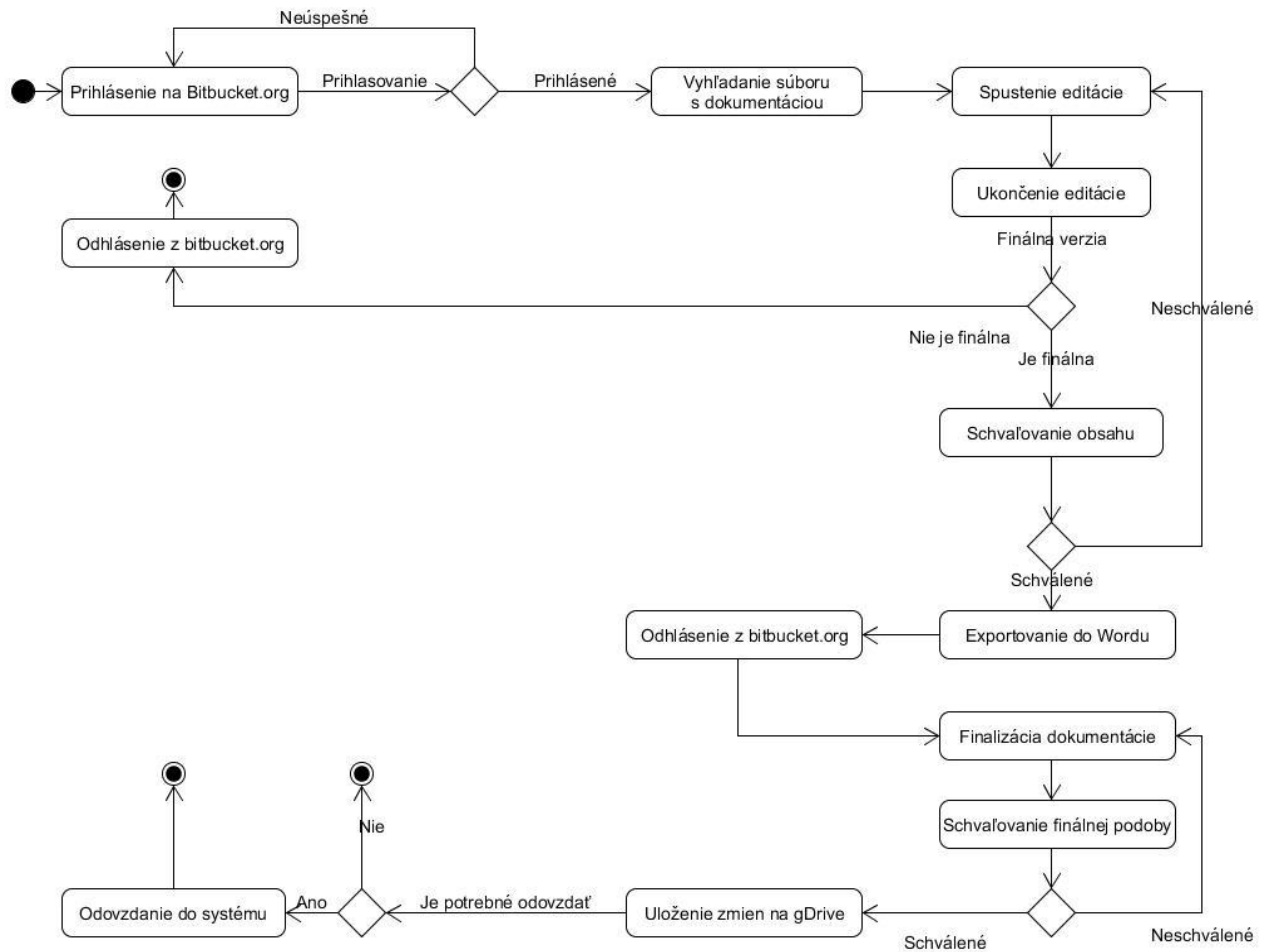 Neúspešné
Prihlásenie na Bitbucket.org
Prihlasovanie
Prihlásené
Vyhľadanie súboru
s dokumentáciou
Spustenie editácie
Ukončenie editácie
Odhlásenie z bitbucket.org
Finálna verzia
Neschválené
Nie je finálna
Je finálna
Schvaľovanie obsahu
Schválené
Odhlásenie z bitbucket.org
Exportovanie do Wordu
Finalizácia dokumentácie
Schvaľovanie finálnej podoby
Nie
Odovzdanie do systému
Ano
Je potrebné odovzdať
Uloženie zmien na gDrive
Schválené
Neschválené